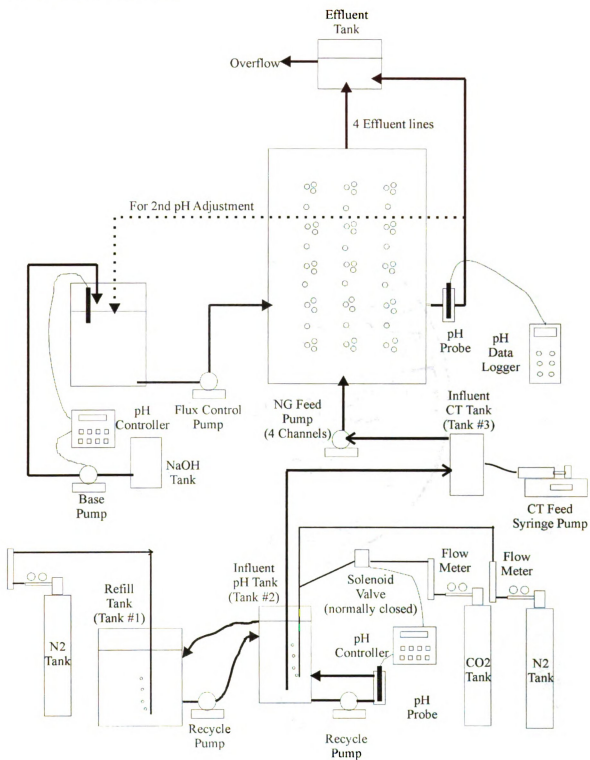 Effluent
Tank
Overflow
4 Effluent lines
For 2nd pH Adjustment
pH
Probe
pH
Data
Logger
pH
Controller
Flux Control
Pump
NG Feed
Pump
(4 Channels)
Influent
CT Tank
(Tank #3)
NaOH
Tank
Base
Pump
CT Feed
Syringe Pump
Influent
pH Tank
(Tank #2)
Solenoid
Valve
(normally closed)
Flow
Meter
Flow
Meter
Refill
Tank
(Tank #1)
N2
Tank
pH
Controller
CO2
Tank
N2
Tank
pH
Probe
Recycle
Pump
Recycle
Pump